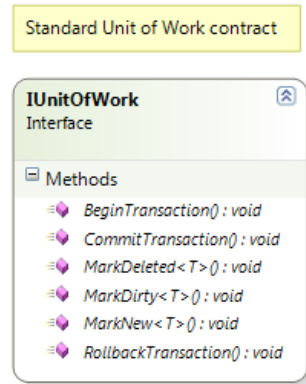 Standard Unit of Work contract
IUnitOfWork
Interface
Methods
BeginTransaction() : void
CommitTransaction() : void
MarkDeleted<T>() : void
MarkDirty<T>() : void
MarkNew<T>() : void
RollbackTransaction() : void